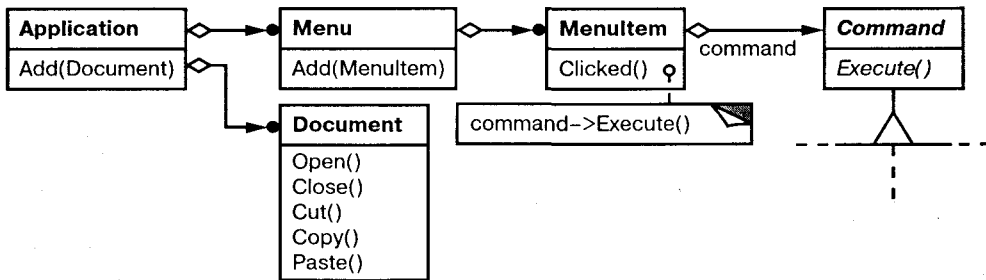 Application
Add(Document)
Menu
Add(MenuItem)
MenuItem
Clicked()
command
Command
Execute()
command–>Execute()
Document
Open()
Close()
Cut()
Copy()
Paste()